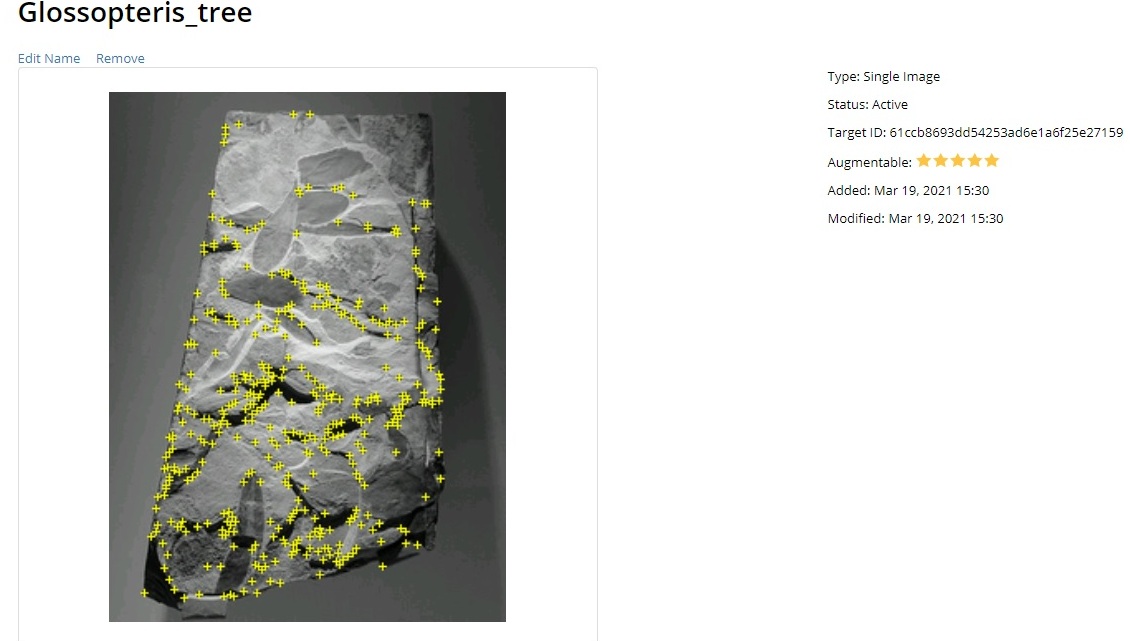 Glossopteris_tree
Edit Name Remove
Type: Single Image
Status: Active
Target ID: 61ccb8693dd54253ad6e1a6f25e27159
Augmentable:
Added: Mar 19, 2021 15:30
Modified: Mar 19, 2021 15:30